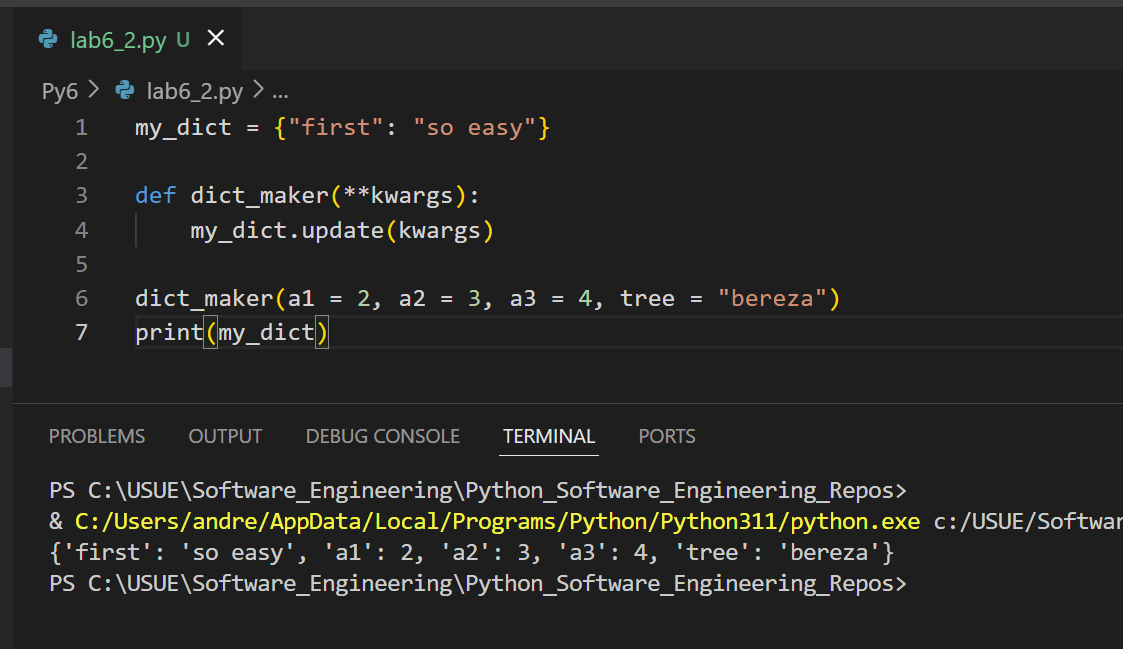 lab6_2.py U
Py6 > lab6_2.py > ...
1 my_dict = {"first": "so easy"}
2
3 def dict_maker(**kwargs):
4     my_dict.update(kwargs)
5
6 dict_maker(a1 = 2, a2 = 3, a3 = 4, tree = "bereza")
7 print(my_dict)
PROBLEMS OUTPUT DEBUG CONSOLE TERMINAL PORTS
PS C:\USUE\Software_Engineering\Python_Software_Engineering_Repos>
& C:/Users/andre/AppData/Local/Programs/Python/Python311/python.exe c:/USUE/Softwar
{'first': 'so easy', 'a1': 2, 'a2': 3, 'a3': 4, 'tree': 'bereza'}
PS C:\USUE\Software_Engineering\Python_Software_Engineering_Repos>